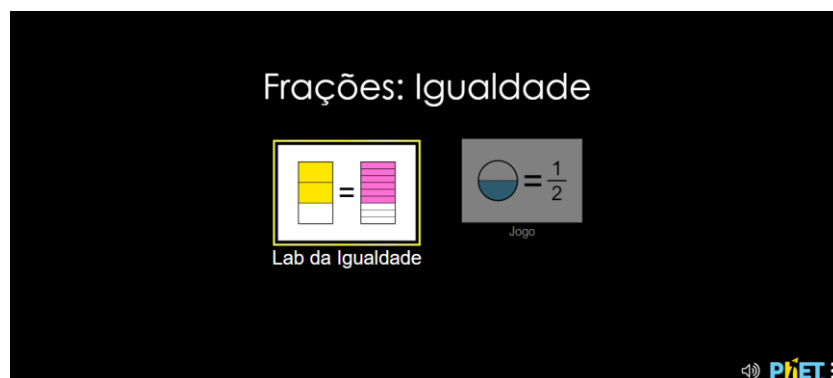 Frações: Igualdade
=
= 1/2
Lab da Igualdade
Jogo
PhET